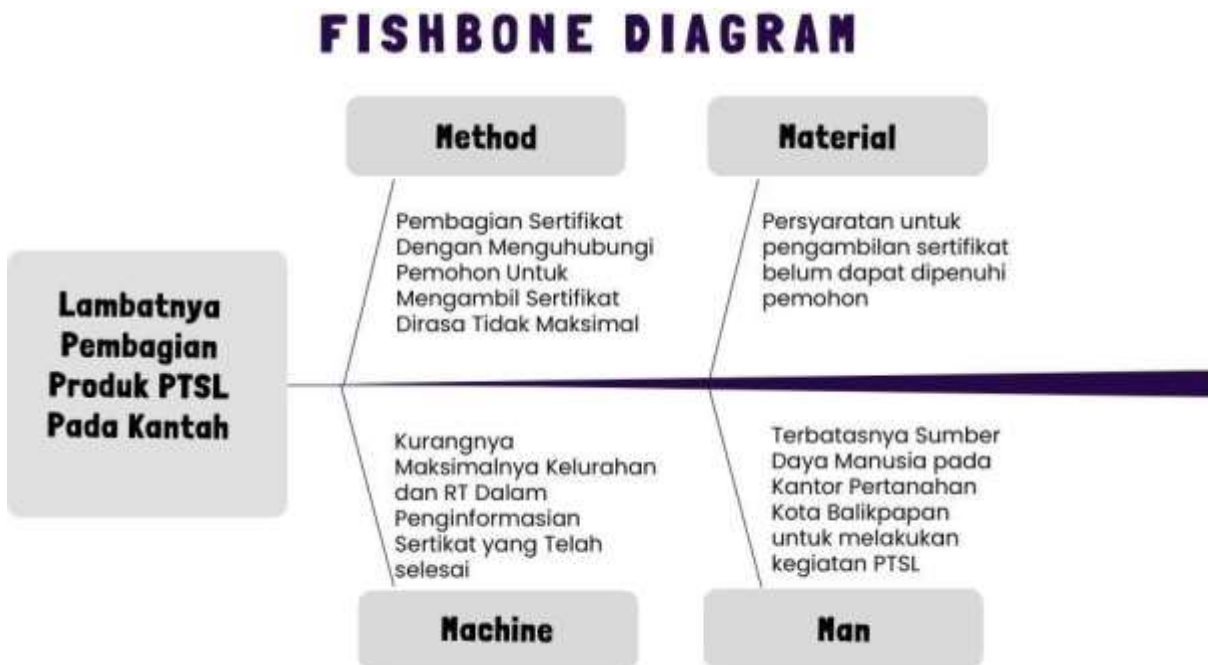 FISHBONE DIAGRAM
Method
Material
Pembagian Sertifikat
Dengan Menguhubungi
Pemohon Untuk
Mengambil Sertifikat
Dirasa Tidak Maksimal
Persyaratan untuk
pengambilan sertifikat
belum dapat dipenuhi
pemohon
Lambatnya
Pembagian
Produk PTSL
Pada Kantah
Kurangnya
Maksimalnya Kelurahan
dan RT Dalam
Penginformasian
Sertikat yang Telah
selesai
Terbatasnya Sumber
Daya Manusia pada
Kantor Pertanahan
Kota Balikpapan
untuk melakukan
kegiatan PTSL
Machine
Man